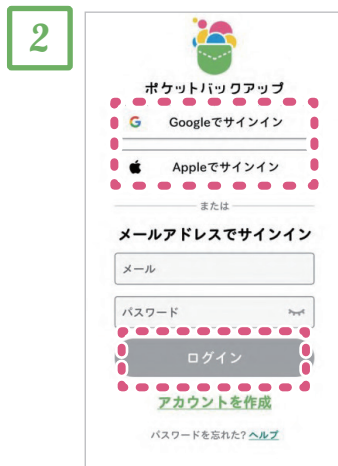 2
ポケットバックアップ
Googleでサインイン
Appleでサインイン
または
メールアドレスでサインイン
メール
パスワード
ログイン
アカウントを作成
パスワードを忘れた?ヘルプ